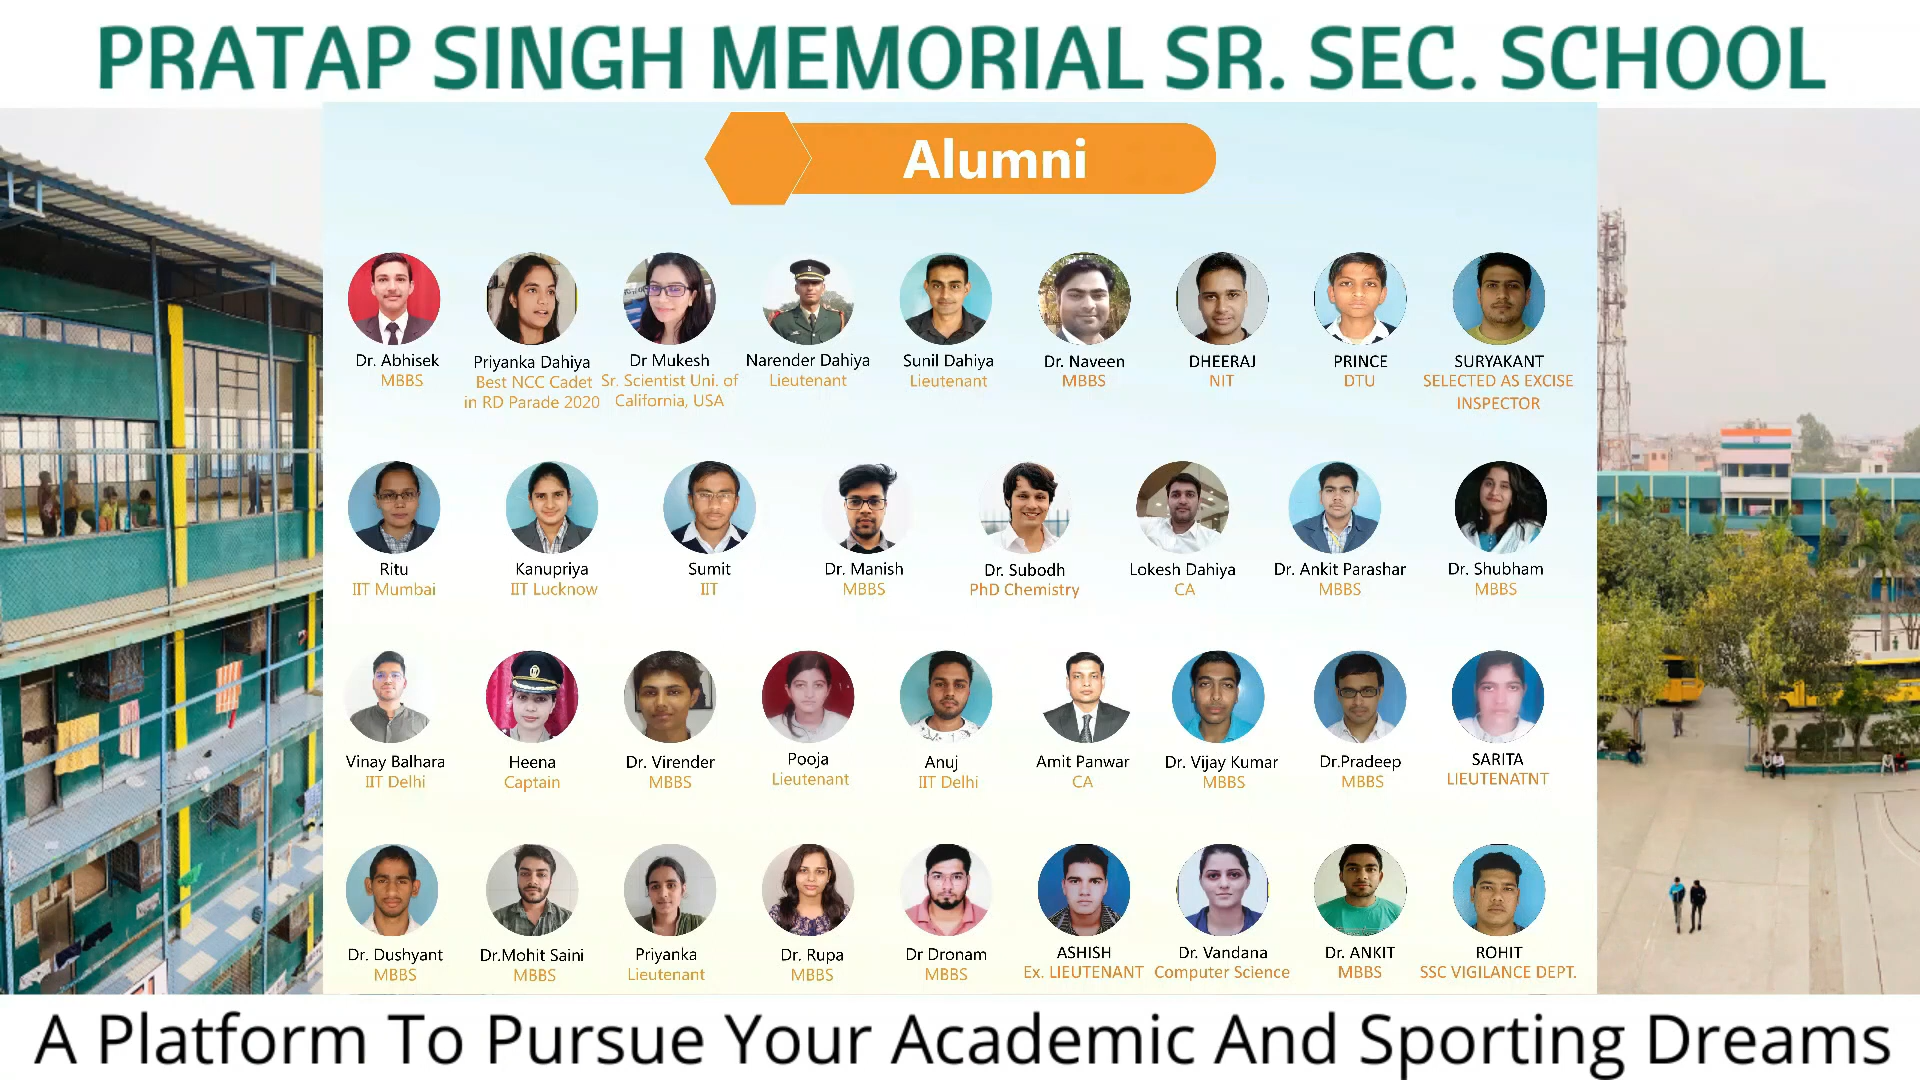 PRATAP SINGH MEMORIAL SR. SEC. SCHOOL
Alumni
Dr. Abhisek
MBBS
Priyanka Dahiya
Best NCC Cadet
in RD Parade 2020
Dr Mukesh
Sr. Scientist Uni. of
California, USA
Narender Dahiya
Lieutenant
Sunil Dahiya
Lieutenant
Dr. Naveen
MBBS
DHEERAJ
NIT
PRINCE
DTU
SURYAKANT
SELECTED AS EXCISE
INSPECTOR
Ritu
IIT Mumbai
Kanupriya
IIT Lucknow
Sumit
IIT
Dr. Manish
MBBS
Dr. Subodh
PhD Chemistry
Lokesh Dahiya
CA
Dr. Ankit Parashar
MBBS
Dr. Shubham
MBBS
Vinay Balhara
IIT Delhi
Heena
Captain
Dr. Virender
MBBS
Pooja
Lieutenant
Anuj
IIT Delhi
Amit Panwar
CA
Dr. Vijay Kumar
MBBS
Dr.Pradeep
MBBS
SARITA
LIEUTENATNT
Dr. Dushyant
MBBS
Dr.Mohit Saini
MBBS
Priyanka
Lieutenant
Dr. Rupa
MBBS
Dr Dronam
MBBS
ASHISH
Ex. LIEUTENANT
Dr. Vandana
Computer Science
Dr. ANKIT
MBBS
ROHIT
SSC VIGILANCE DEPT.
A Platform To Pursue Your Academic And Sporting Dreams